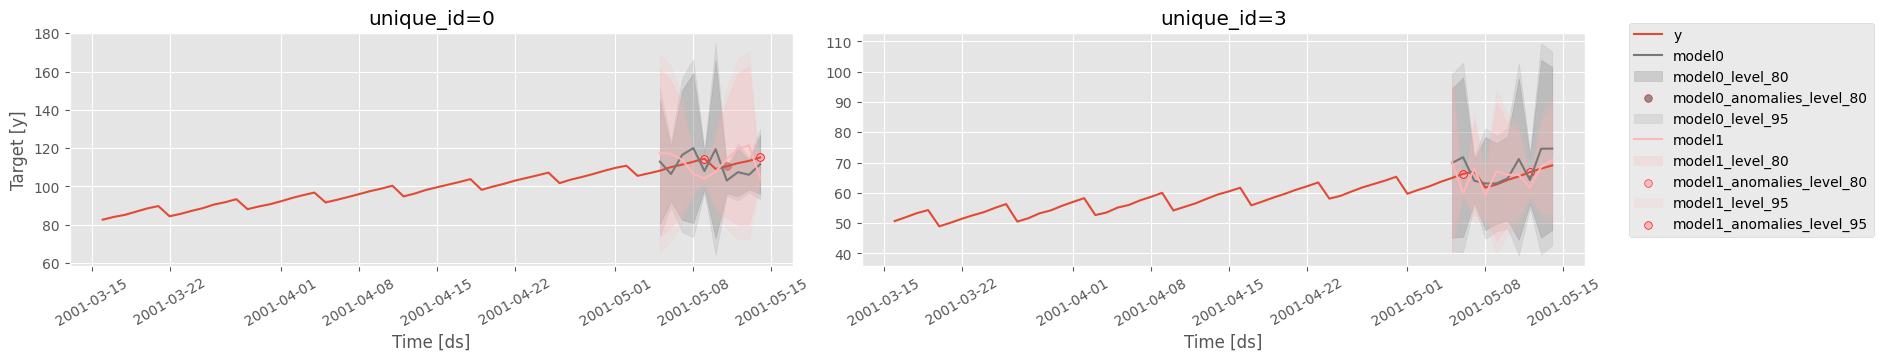 unique_id=0
180
160
140
120
100
80
60
Target [y]
2001-03-15
2001-03-22
2001-04-01
2001-04-08
2001-04-15
2001-04-22
2001-05-01
2001-05-08
2001-05-15
Time [ds]
unique_id=3
110
100
90
80
70
60
50
40
2001-03-15
2001-03-22
2001-04-01
2001-04-08
2001-04-15
2001-04-22
2001-05-01
2001-05-08
2001-05-15
Time [ds]
y
model0
model0_level_80
model0_anomalies_level_80
model0_level_95
model1
model1_level_80
model1_anomalies_level_80
model1_level_95
model1_anomalies_level_95